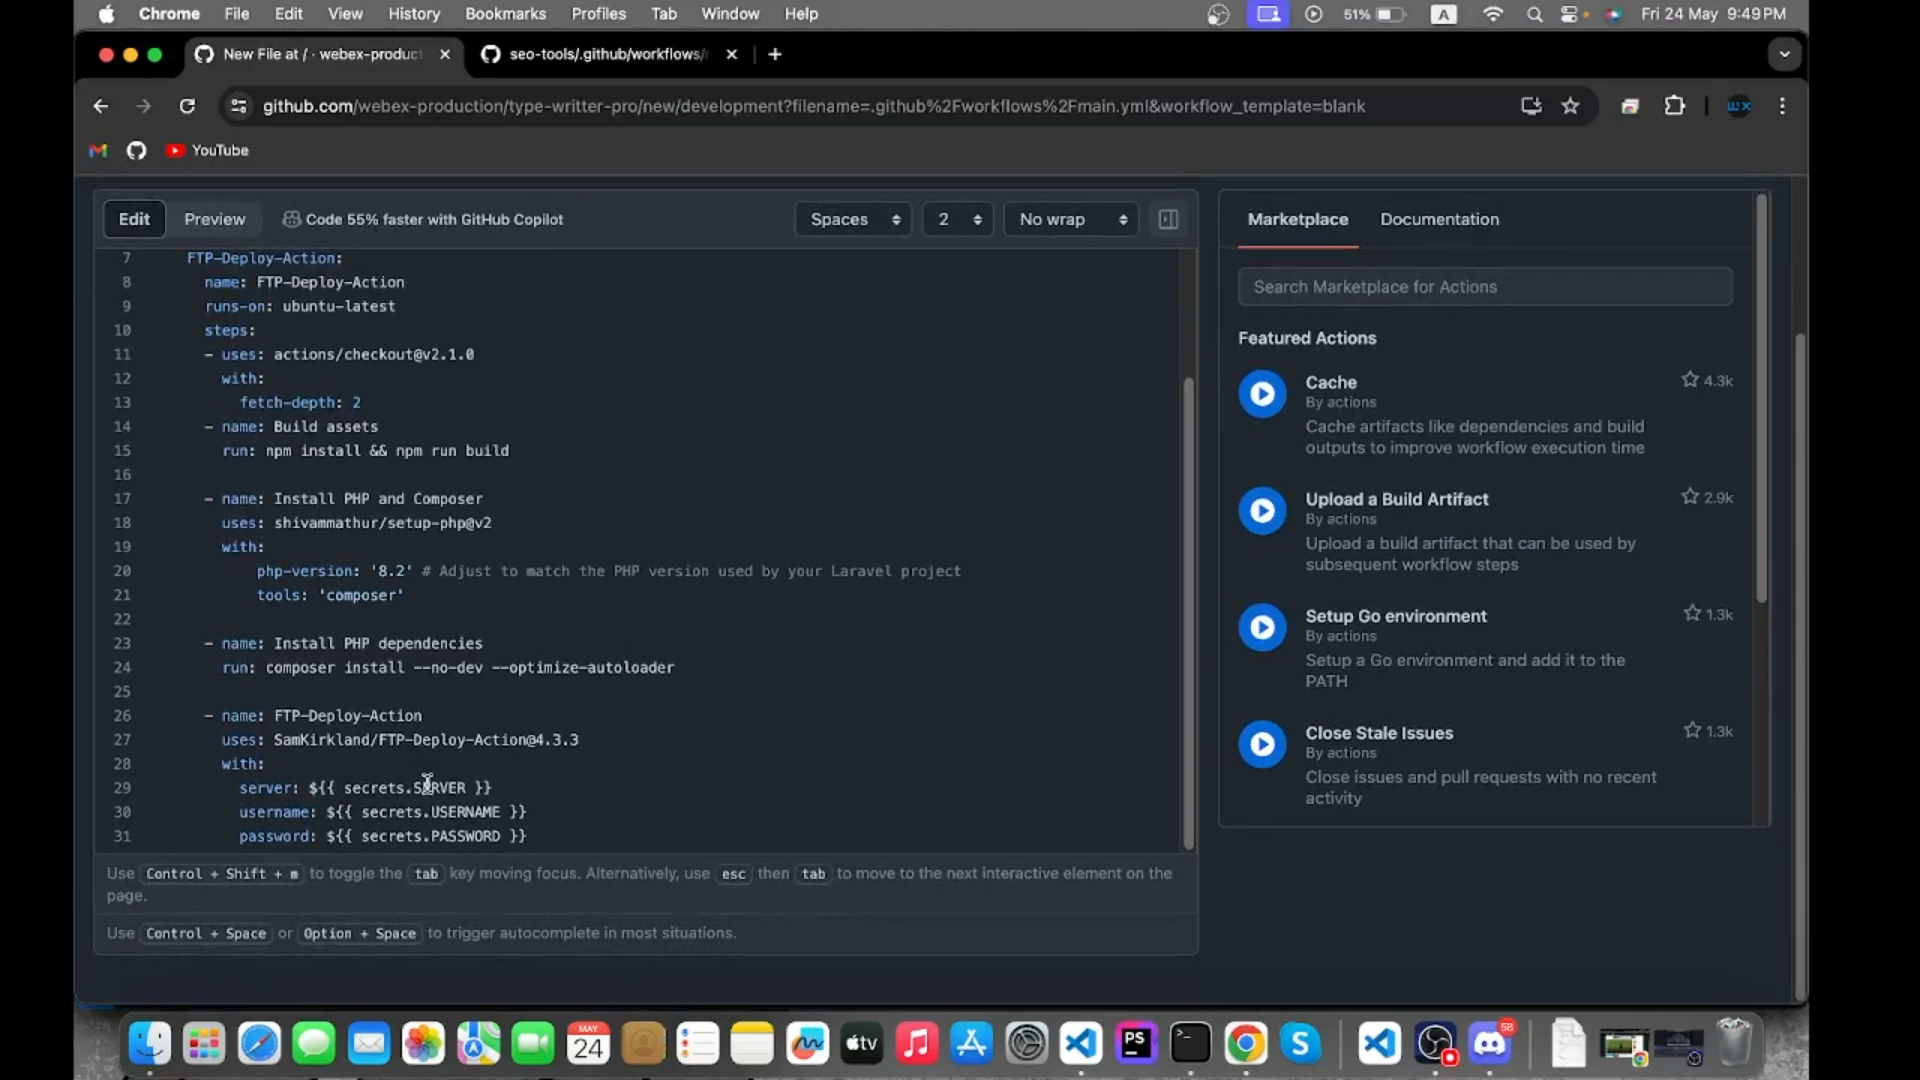 Chrome File Edit View History Bookmarks Profiles Tab Window Help 51% A Fri 24 May 9:49 PM
New File at / · webex-product seo-tools/.github/workflows/
github.com/webex-production/type-writter-pro/new/development?filename=.github%2Fworkflows%2Fmain.yml&workflow_template=blank
YouTube
Edit Preview Code 55% faster with GitHub Copilot Spaces 2 No wrap
7 FTP-Deploy-Action:
8 name: FTP-Deploy-Action
9 runs-on: ubuntu-latest
10 steps:
11 - uses: actions/checkout@v2.1.0
12 with:
13 fetch-depth: 2
14 - name: Build assets
15 run: npm install && npm run build
16
17 - name: Install PHP and Composer
18 uses: shivammathur/setup-php@v2
19 with:
20 php-version: '8.2' # Adjust to match the PHP version used by your Laravel project
21 tools: 'composer'
22
23 - name: Install PHP dependencies
24 run: composer install --no-dev --optimize-autoloader
25
26 - name: FTP-Deploy-Action
27 uses: SamKirkland/FTP-Deploy-Action@4.3.3
28 with:
29 server: ${{ secrets.SERVER }}
30 username: ${{ secrets.USERNAME }}
31 password: ${{ secrets.PASSWORD }}
Use Control + Shift + m to toggle the tab key moving focus. Alternatively, use esc then tab to move to the next interactive element on the
page.
Use Control + Space or Option + Space to trigger autocomplete in most situations.
Marketplace Documentation
Search Marketplace for Actions
Featured Actions
Cache 4.3k
By actions
Cache artifacts like dependencies and build
outputs to improve workflow execution time
Upload a Build Artifact 2.9k
By actions
Upload a build artifact that can be used by
subsequent workflow steps
Setup Go environment 1.3k
By actions
Setup a Go environment and add it to the
PATH
Close Stale Issues 1.3k
By actions
Close issues and pull requests with no recent
activity
MAY
24
tv
PS
58